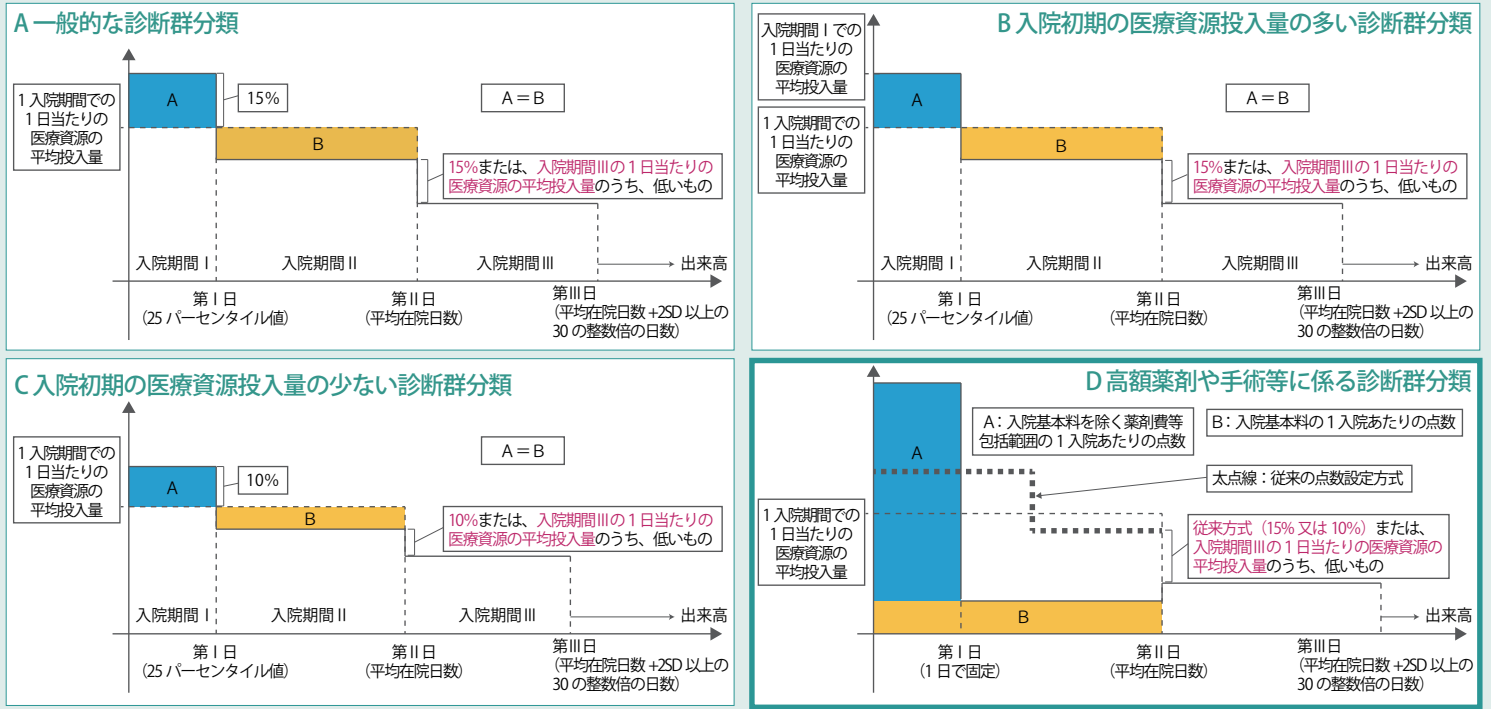 A 一般的な診断群分類
1 入院期間での
1 日当たりの
医療資源の
平均投入量
A
15%
A＝B
B
15%または、入院期間Ⅲの 1 日当たりの
医療資源の平均投入量のうち、低いもの
入院期間Ⅰ
入院期間Ⅱ
入院期間Ⅲ
出来高
第Ⅰ日
（25 パーセンタイル値）
第Ⅱ日
（平均在院日数）
第Ⅲ日
（平均在院日数 +2SD 以上の
30 の整数倍の日数）
B 入院初期の医療資源投入量の多い診断群分類
入院期間Ⅰでの
1 日当たりの
医療資源の
平均投入量
1 入院期間での
1 日当たりの
医療資源の
平均投入量
A
A＝B
B
15%または、入院期間Ⅲの 1 日当たりの
医療資源の平均投入量のうち、低いもの
入院期間Ⅰ
入院期間Ⅱ
入院期間Ⅲ
出来高
第Ⅰ日
（25 パーセンタイル値）
第Ⅱ日
（平均在院日数）
第Ⅲ日
（平均在院日数 +2SD 以上の
30 の整数倍の日数）
C 入院初期の医療資源投入量の少ない診断群分類
1 入院期間での
1 日当たりの
医療資源の
平均投入量
A
10%
A＝B
B
10%または、入院期間Ⅲの 1 日当たりの
医療資源の平均投入量のうち、低いもの
入院期間Ⅰ
入院期間Ⅱ
入院期間Ⅲ
出来高
第Ⅰ日
（25 パーセンタイル値）
第Ⅱ日
（平均在院日数）
第Ⅲ日
（平均在院日数 +2SD 以上の
30 の整数倍の日数）
D 高額薬剤や手術等に係る診断群分類
A：入院基本料を除く薬剤費等
包括範囲の 1 入院あたりの点数
B：入院基本料の 1 入院あたりの点数
A
太点線：従来の点数設定方式
1 入院期間での
1 日当たりの
医療資源の
平均投入量
従来方式（15% 又は 10%）または、
入院期間Ⅲの 1 日当たりの医療資源の
平均投入量のうち、低いもの
B
出来高
第Ⅰ日
（1 日で固定）
第Ⅱ日
（平均在院日数）
第Ⅲ日
（平均在院日数 +2SD 以上の
30 の整数倍の日数）